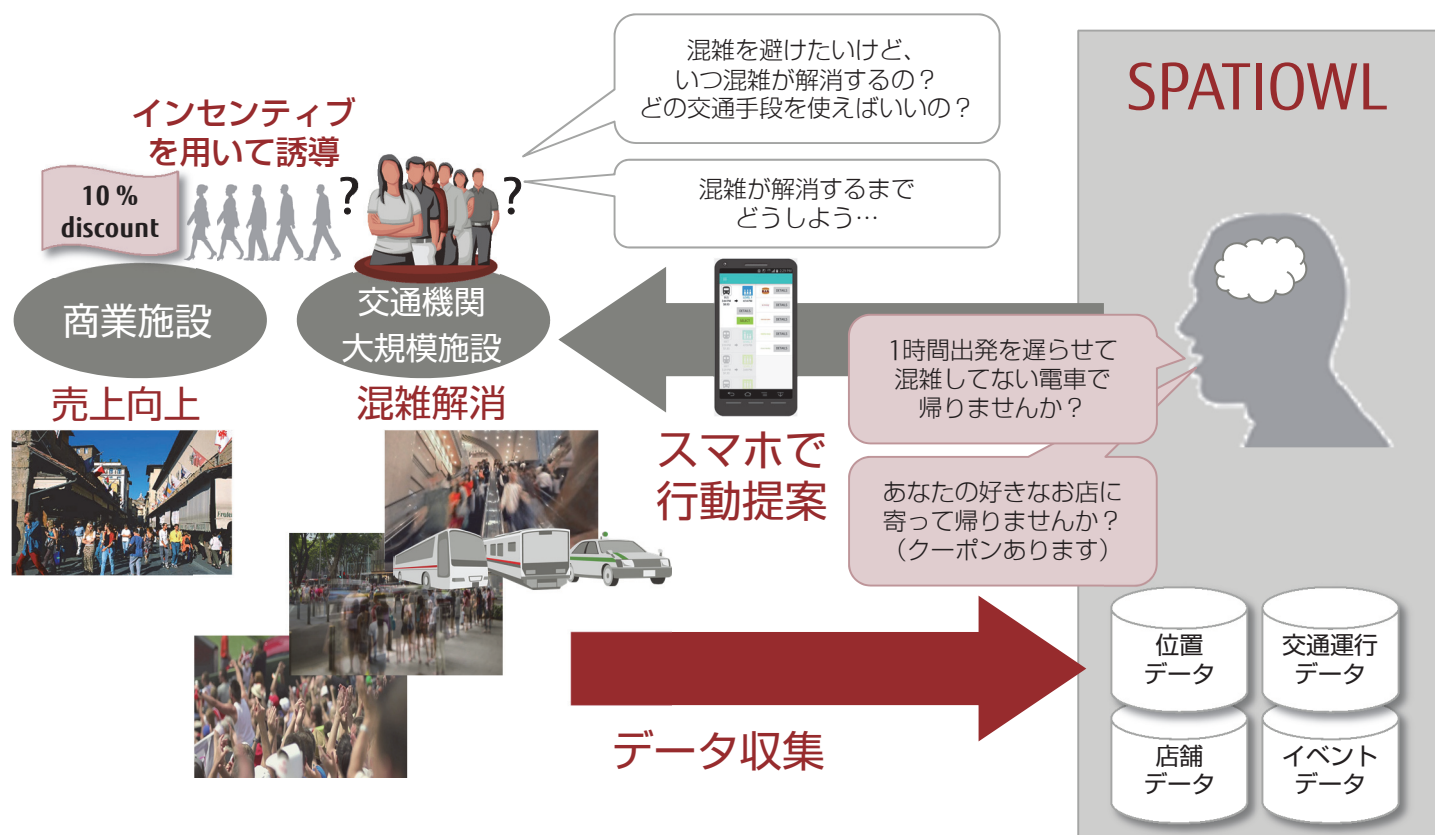 混雑を避けたいけど、
いつ混雑が解消するの？
どの交通手段を使えばいいの？
SPATIOWL
インセンティブ
を用いて誘導
10 %
discount
?
?
混雑が解消するまで
どうしよう…
商業施設
交通機関
大規模施設
売上向上
混雑解消
スマホで
行動提案
1時間出発を遅らせて
混雑してない電車で
帰りませんか？
あなたの好きなお店に
寄って帰りませんか？
（クーポンあります）
データ収集
位置
データ
交通運行
データ
店舗
データ
イベント
データ